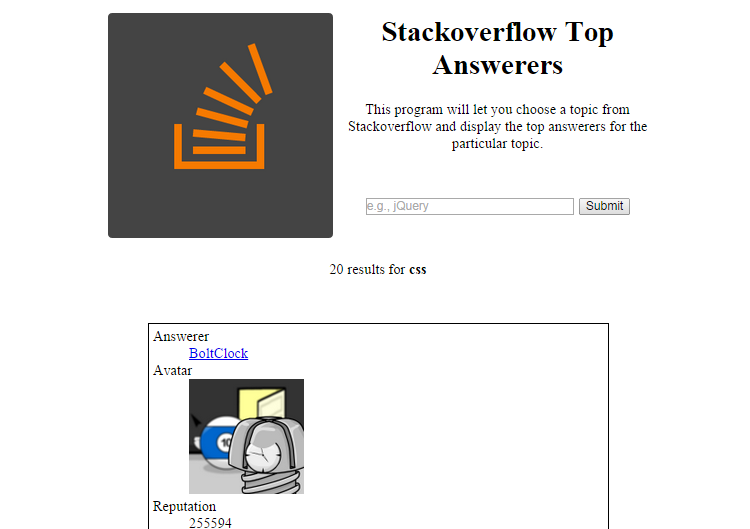 Stackoverflow Top
Answerers
This program will let you choose a topic from
Stackoverflow and display the top answerers for the
particular topic.
e.g., jQuery
Submit
20 results for css
Answerer
BoltClock
Avatar
10
Reputation
255594